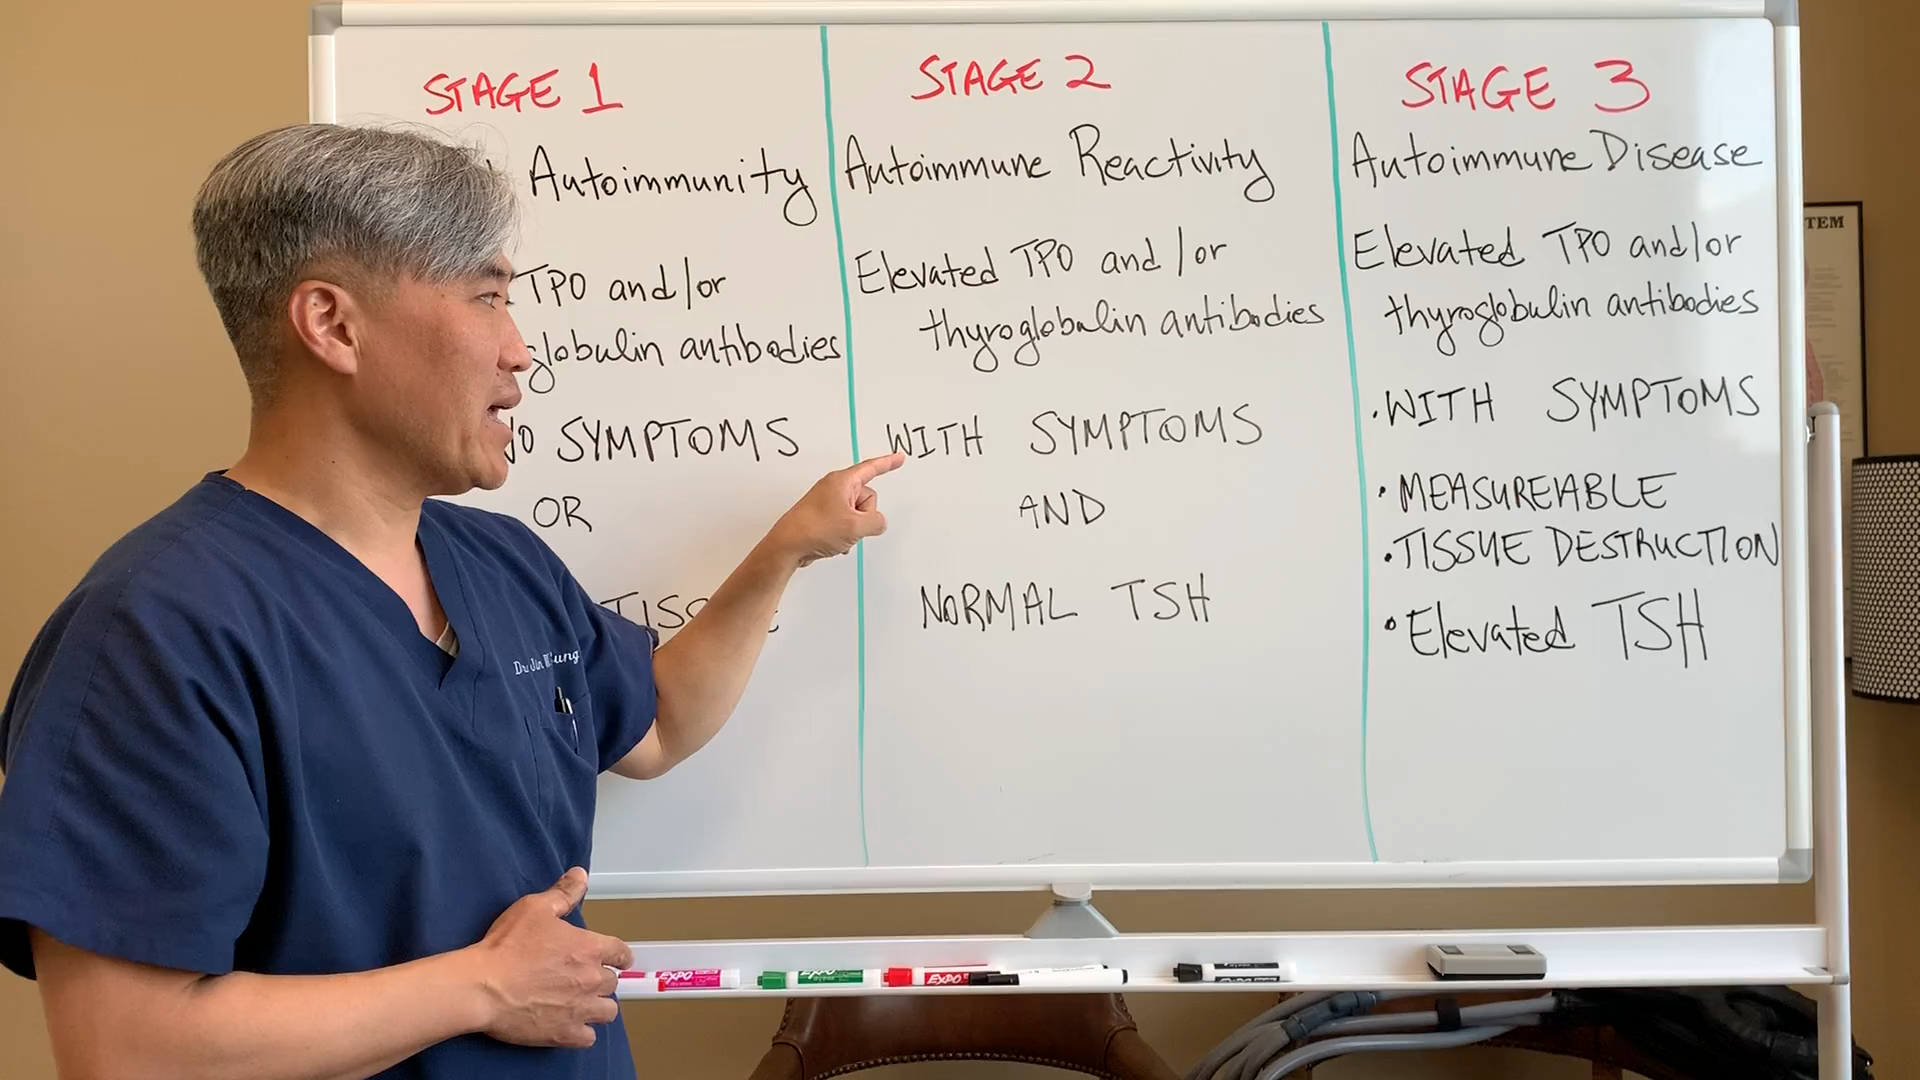 STAGE 1
Autoimmunity
TPO and/or
globulin antibodies
NO SYMPTOMS
OR
STAGE 2
Autoimmune Reactivity
Elevated TPO and/or
thyroglobulin antibodies
WITH SYMPTOMS
AND
NORMAL TSH
STAGE 3
Autoimmune Disease
Elevated TPO and/or
thyroglobulin antibodies
• WITH SYMPTOMS
• MEASUREABLE
• TISSUE DESTRUCTION
• Elevated TSH
TEM
EXPO
EXPO
EXPO